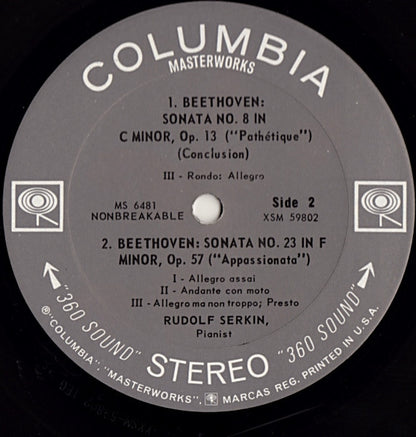 COLUMBIA
MASTERWORKS
1. BEETHOVEN:
SONATA NO. 8 IN
C MINOR, Op. 13 ("Pathétique")
(Conclusion)
III - Rondo: Allegro
MS 6481
NONBREAKABLE
Side 2
XSM 59802
2. BEETHOVEN: SONATA NO. 23 IN F
MINOR, Op. 57 ("Appassionata")
I - Allegro assai
II - Andante con moto
III - Allegro ma non troppo; Presto
RUDOLF SERKIN,
Pianist
"360 SOUND" STEREO "360 SOUND"
® "COLUMBIA", "MASTERWORKS", MARCAS REG. PRINTED IN U.S.A.